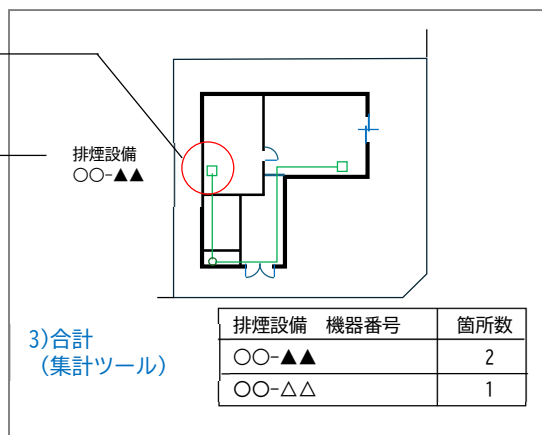 排煙設備
○○-▲▲
3)合計
(集計ツール)
排煙設備　機器番号 箇所数
○○-▲▲ 2
○○-△△ 1